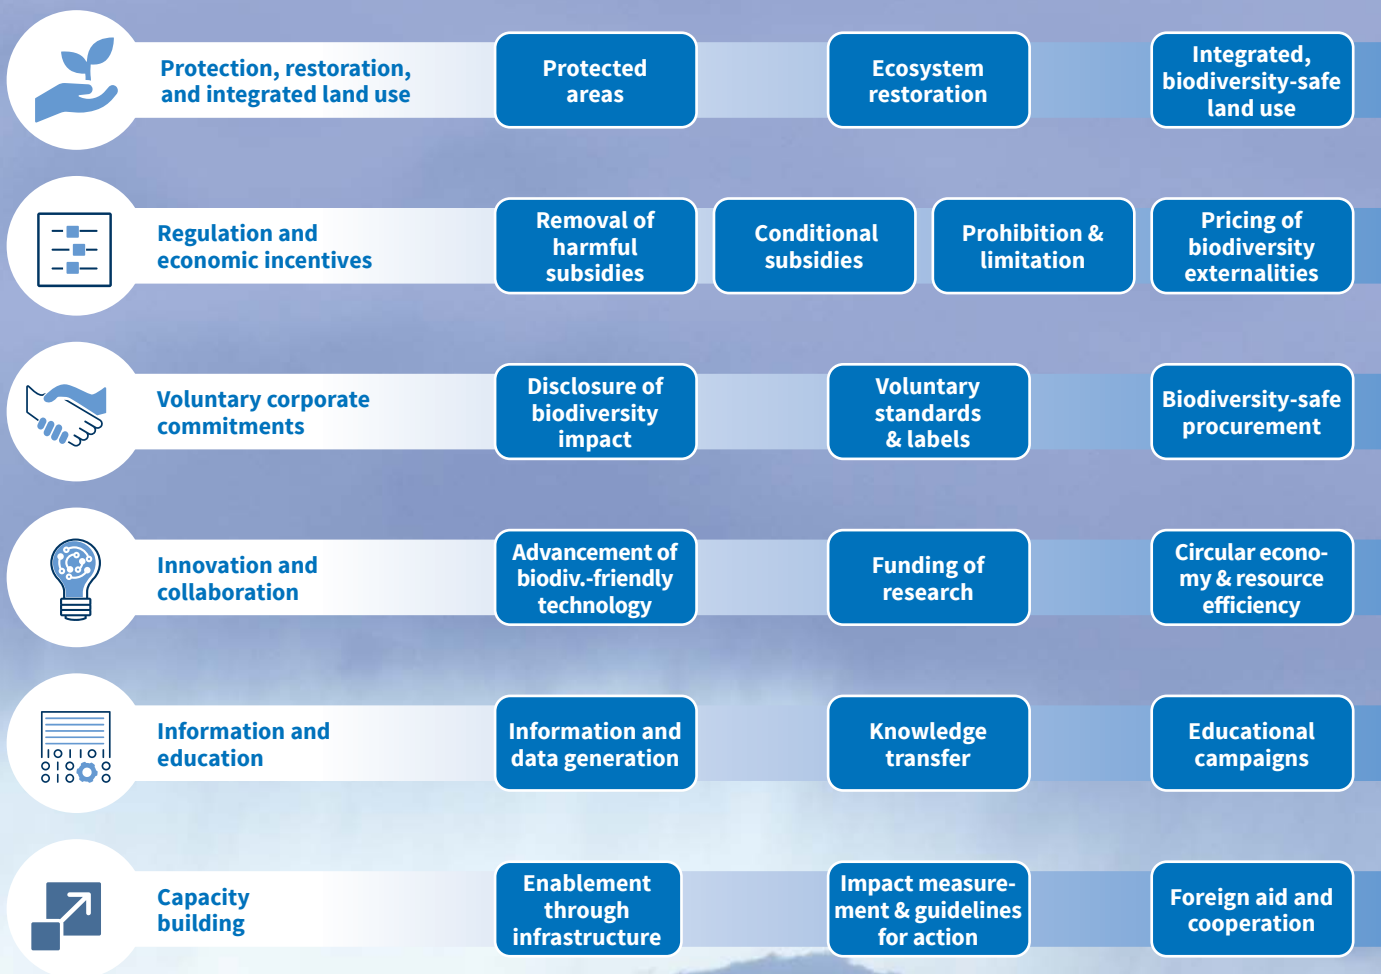 Protection, restoration,
and integrated land use
Protected
areas
Ecosystem
restoration
Integrated,
biodiversity-safe
land use
Regulation and
economic incentives
Removal of
harmful
subsidies
Conditional
subsidies
Prohibition &
limitation
Pricing of
biodiversity
externalities
Voluntary corporate
commitments
Disclosure of
biodiversity
impact
Voluntary
standards
& labels
Biodiversity-safe
procurement
Innovation and
collaboration
Advancement of
biodiv.-friendly
technology
Funding of
research
Circular econo-
my & resource
efficiency
Information and
education
Information and
data generation
Knowledge
transfer
Educational
campaigns
Capacity
building
Enablement
through
infrastructure
Impact measure-
ment & guidelines
for action
Foreign aid and
cooperation